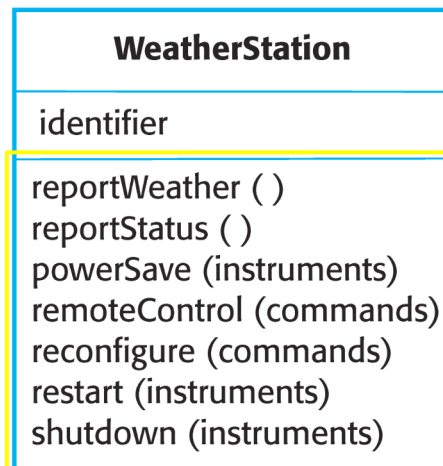 WeatherStation
identifier
reportWeather ( )
reportStatus ( )
powerSave (instruments)
remoteControl (commands)
reconfigure (commands)
restart (instruments)
shutdown (instruments)